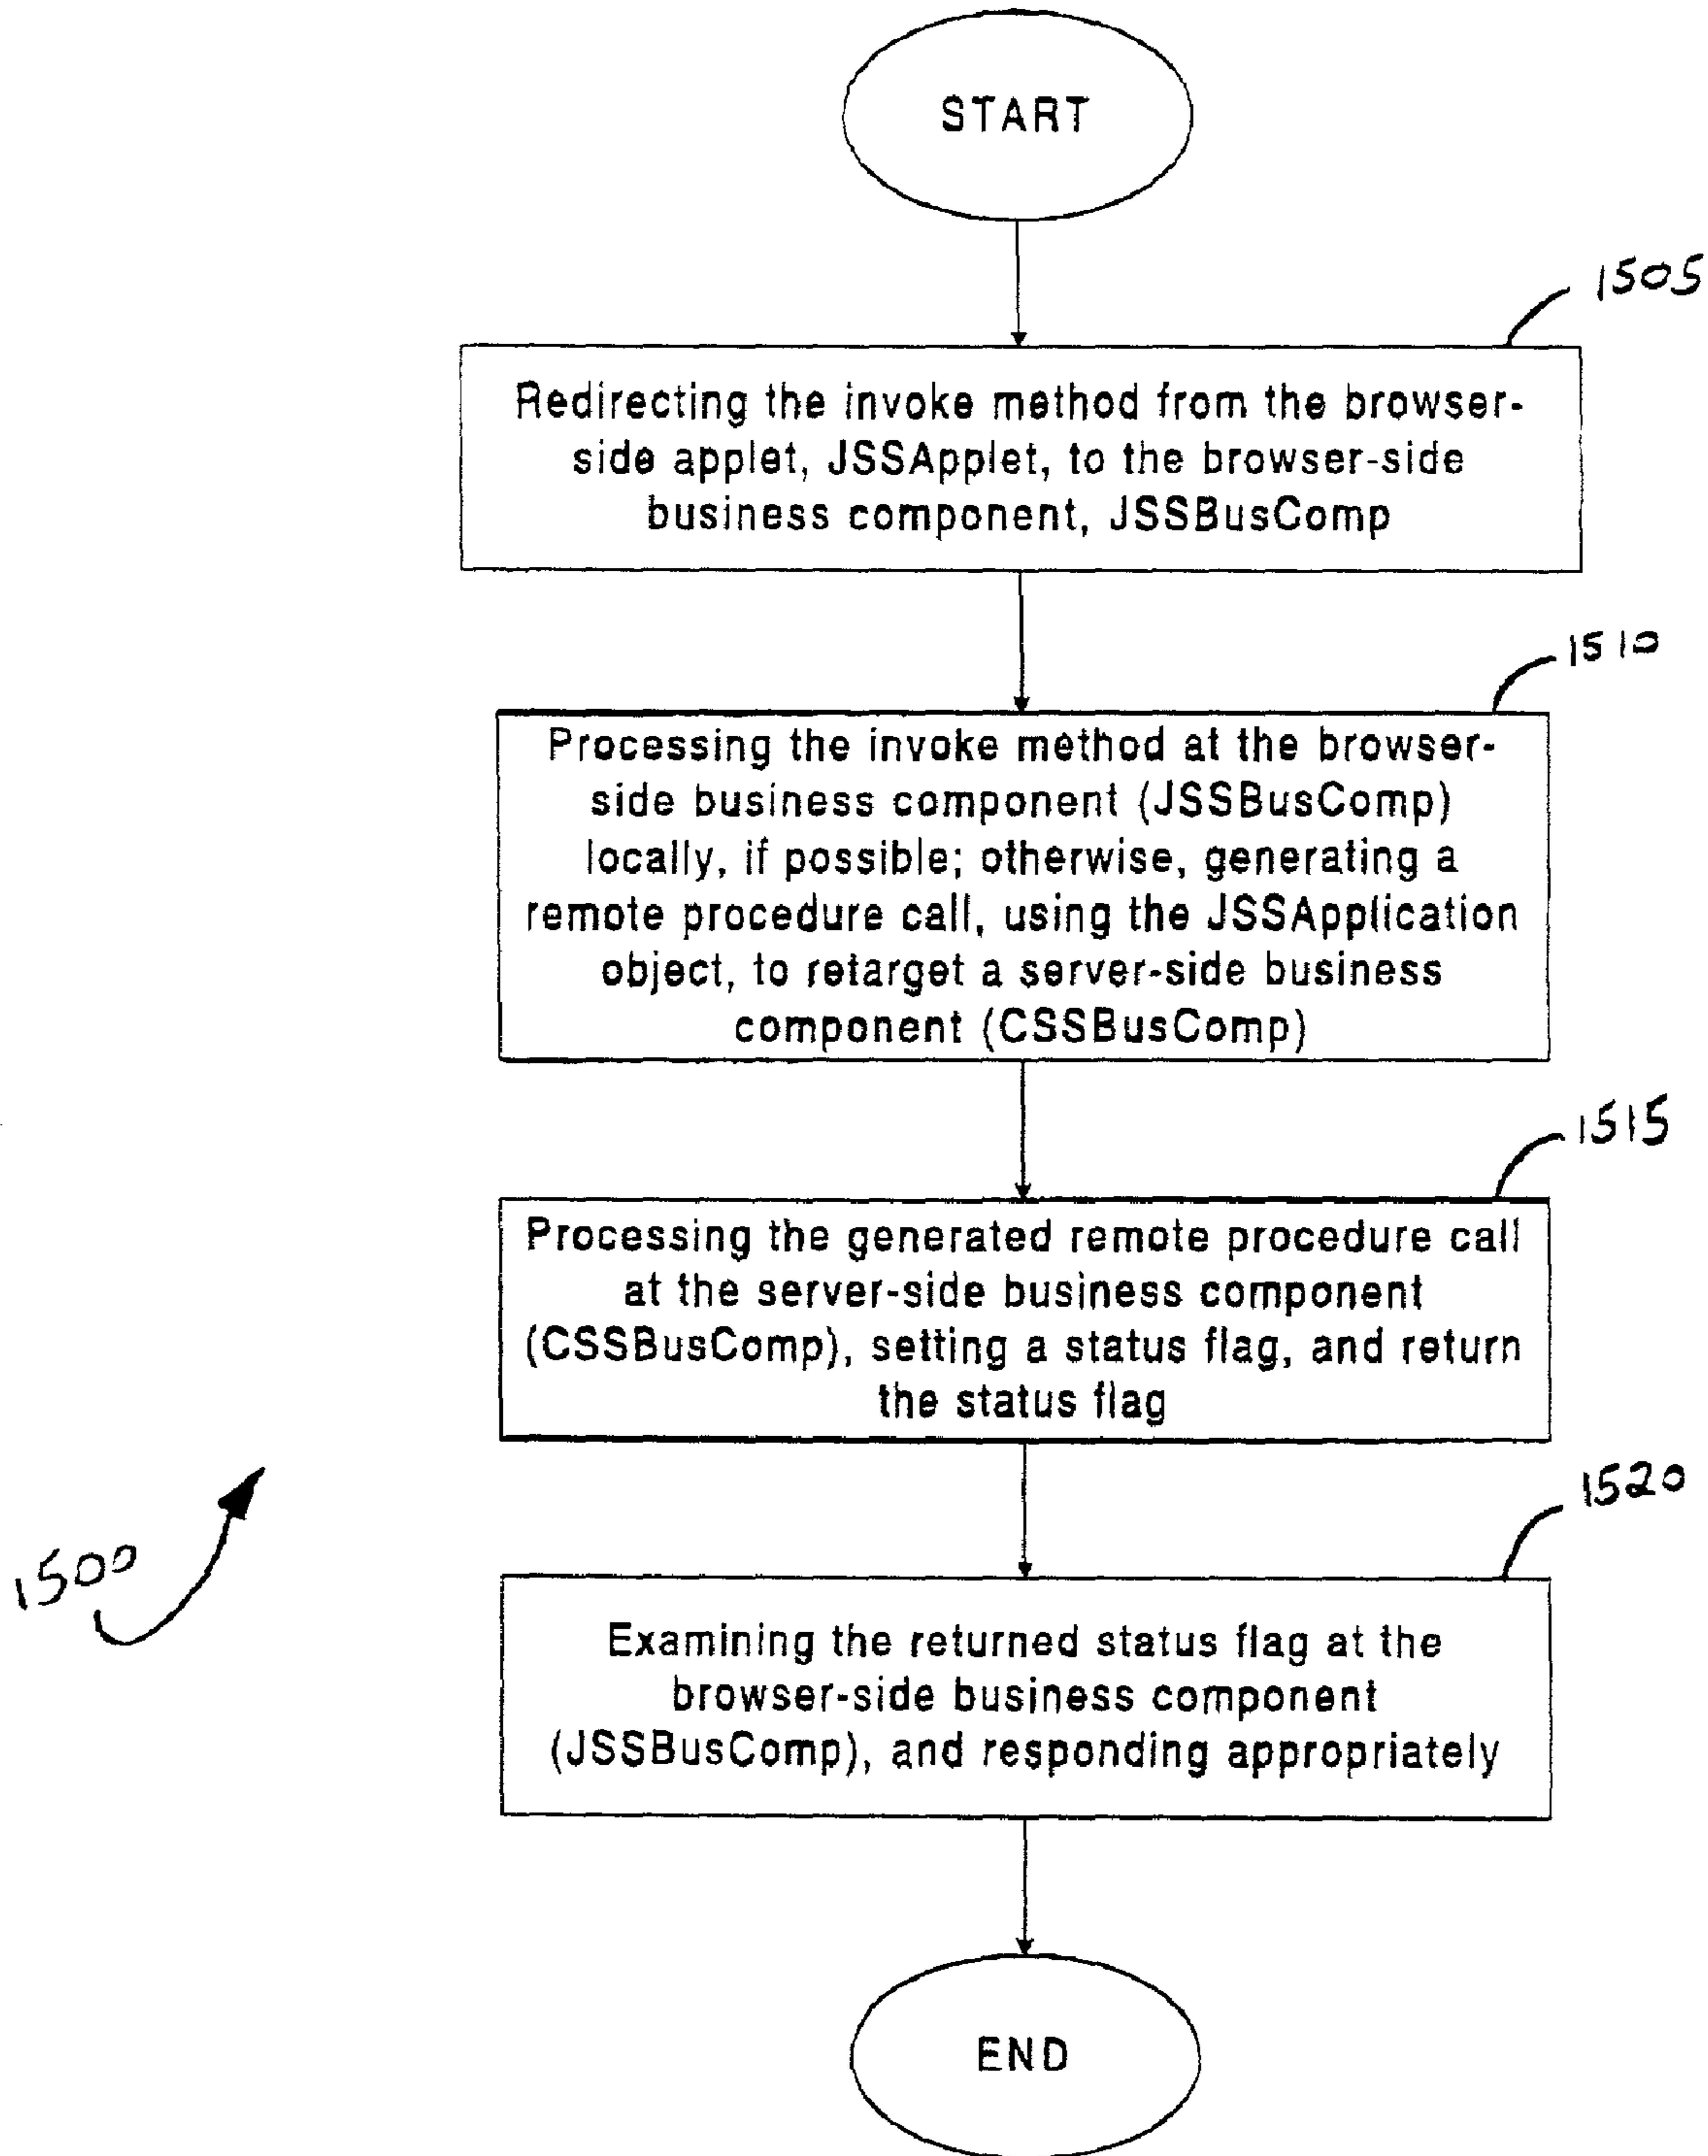 START
1505
Redirecting the invoke method from the browser-
side applet, JSSApplet, to the browser-side
business component, JSSBusComp
1510
Processing the invoke method at the browser-
side business component (JSSBusComp)
locally, if possible; otherwise, generating a
remote procedure call, using the JSSApplication
object, to retarget a server-side business
component (CSSBusComp)
1515
Processing the generated remote procedure call
at the server-side business component
(CSSBusComp), setting a status flag, and return
the status flag
1520
1500
Examining the returned status flag at the
browser-side business component
(JSSBusComp), and responding appropriately
END